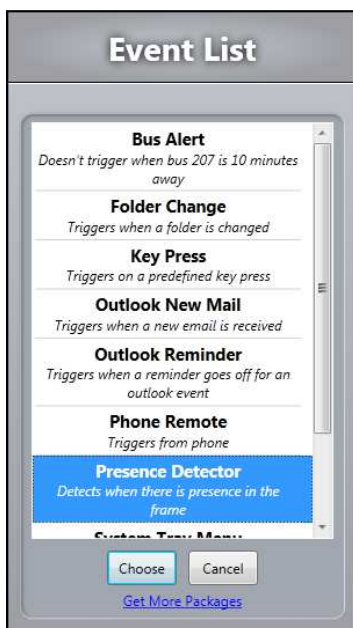 Event List
Bus Alert
Doesn't trigger when bus 207 is 10 minutes
away
Folder Change
Triggers when a folder is changed
Key Press
Triggers on a predefined key press
Outlook New Mail
Triggers when a new email is received
Outlook Reminder
Triggers when a reminder goes off for an
outlook event
Phone Remote
Triggers from phone
Presence Detector
Detects when there is presence in the
frame
System Tray Menu
Choose Cancel
Get More Packages